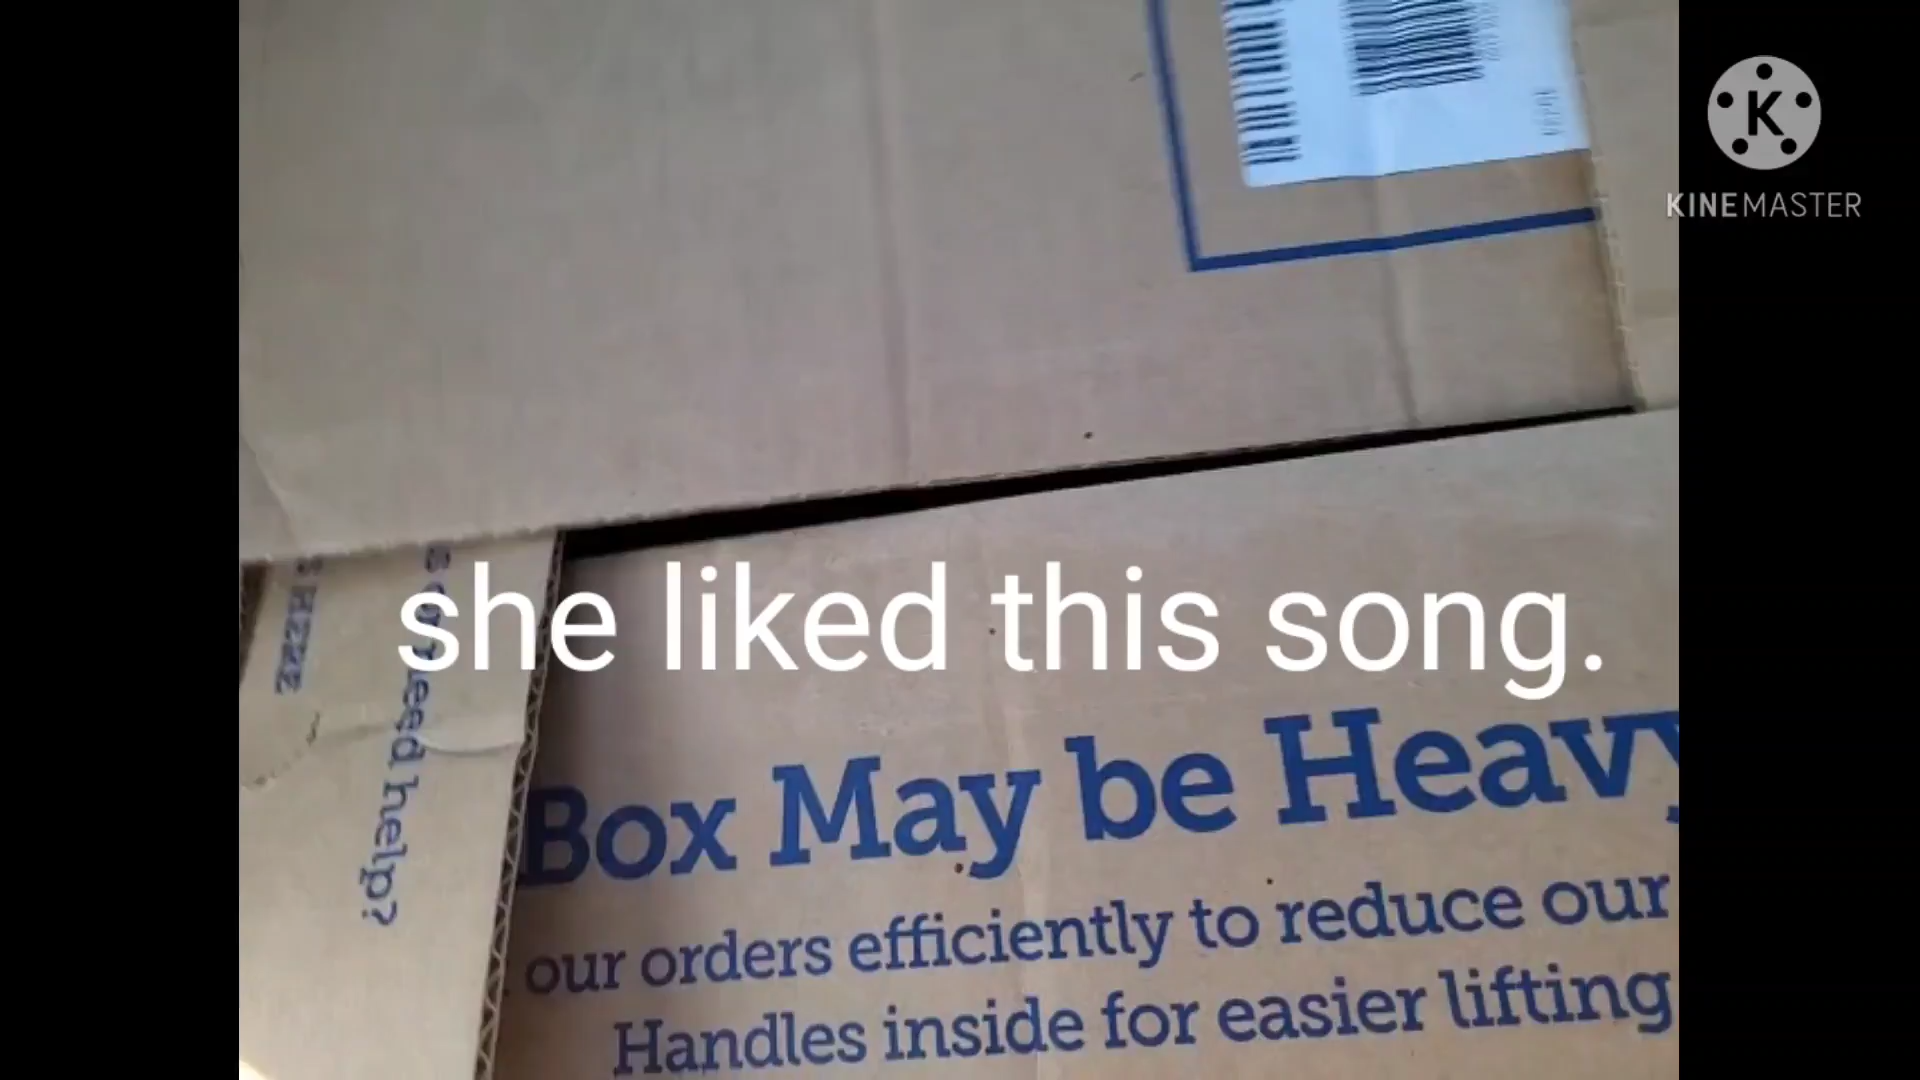 K
KINEMASTER
she liked this song.
need help?
Box May be Heavy
our orders efficiently to reduce our
Handles inside for easier lifting